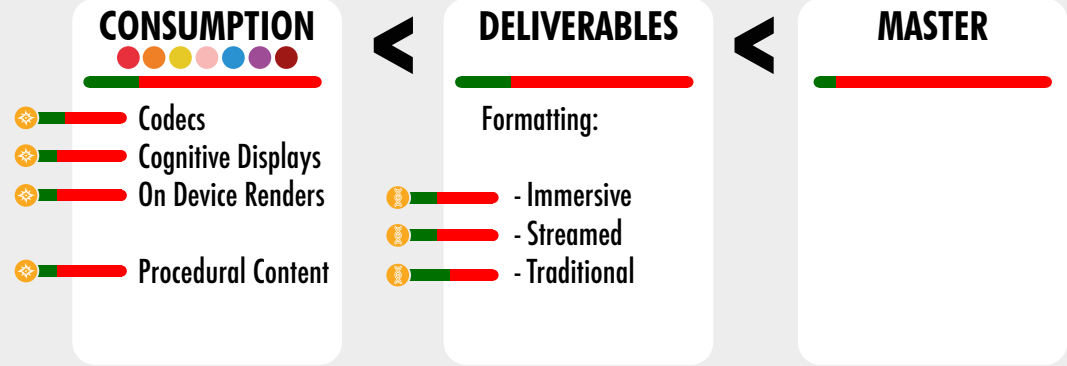 CONSUMPTION
Codecs
Cognitive Displays
On Device Renders
Procedural Content
<
DELIVERABLES
Formatting:
- Immersive
- Streamed
- Traditional
<
MASTER